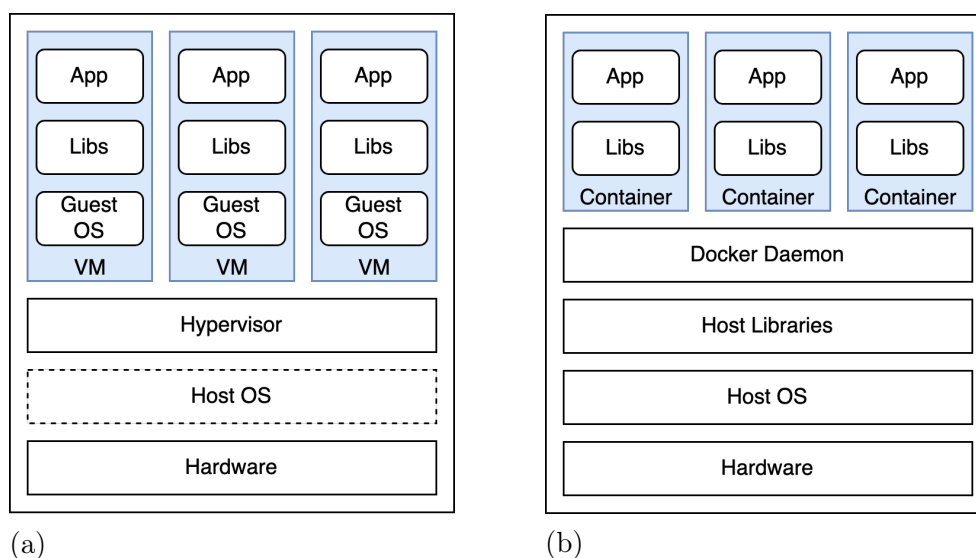 App
App
App
Libs
Libs
Libs
Guest
OS
Guest
OS
Guest
OS
VM
VM
VM
Hypervisor
Host OS
Hardware
(a)
App
App
App
Libs
Libs
Libs
Container
Container
Container
Docker Daemon
Host Libraries
Host OS
Hardware
(b)